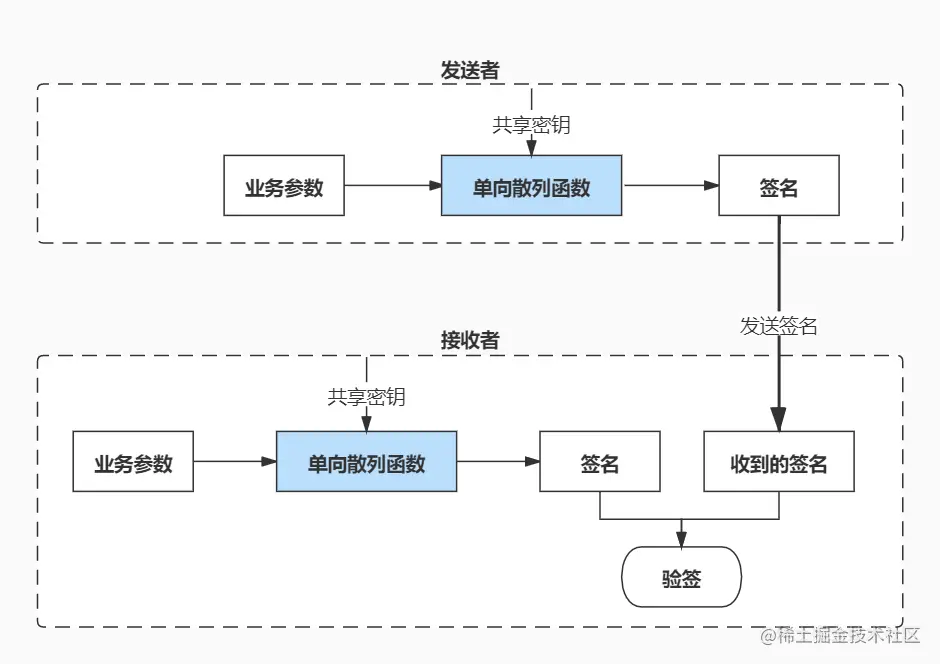 发送者
共享密钥
业务参数
单向散列函数
签名
发送签名
接收者
共享密钥
业务参数
单向散列函数
签名
收到的签名
验签
@稀土掘金技术社区